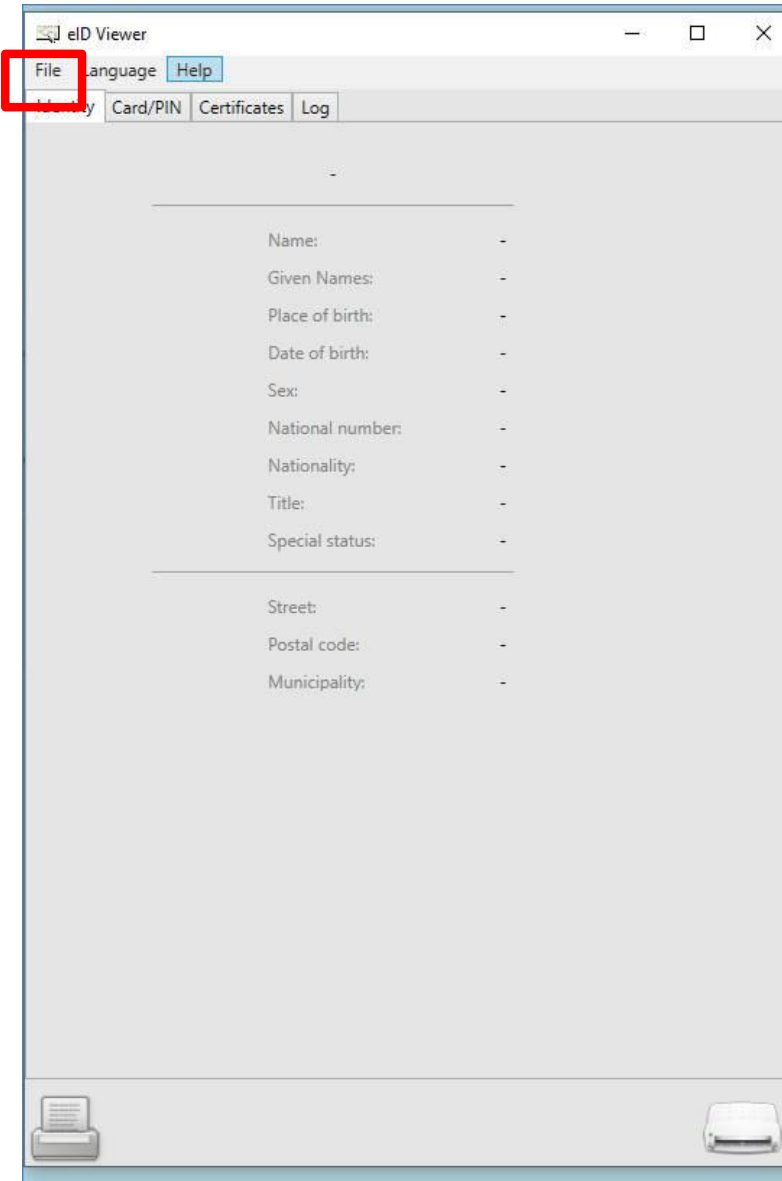 eID Viewer
File Language Help
Identity Card/PIN Certificates Log
-
Name: -
Given Names: -
Place of birth: -
Date of birth: -
Sex: -
National number: -
Nationality: -
Title: -
Special status: -
Street: -
Postal code: -
Municipality: -